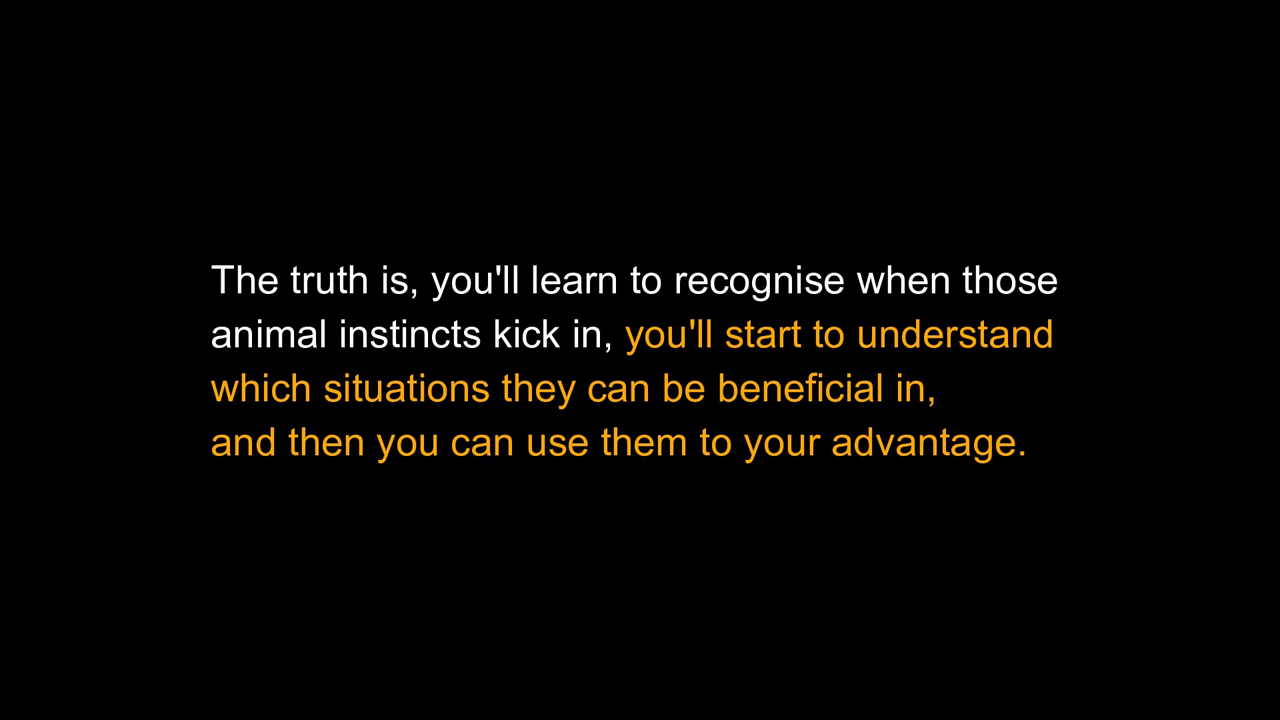 The truth is, you'll learn to recognise when those
animal instincts kick in, you'll start to understand
which situations they can be beneficial in,
and then you can use them to your advantage.